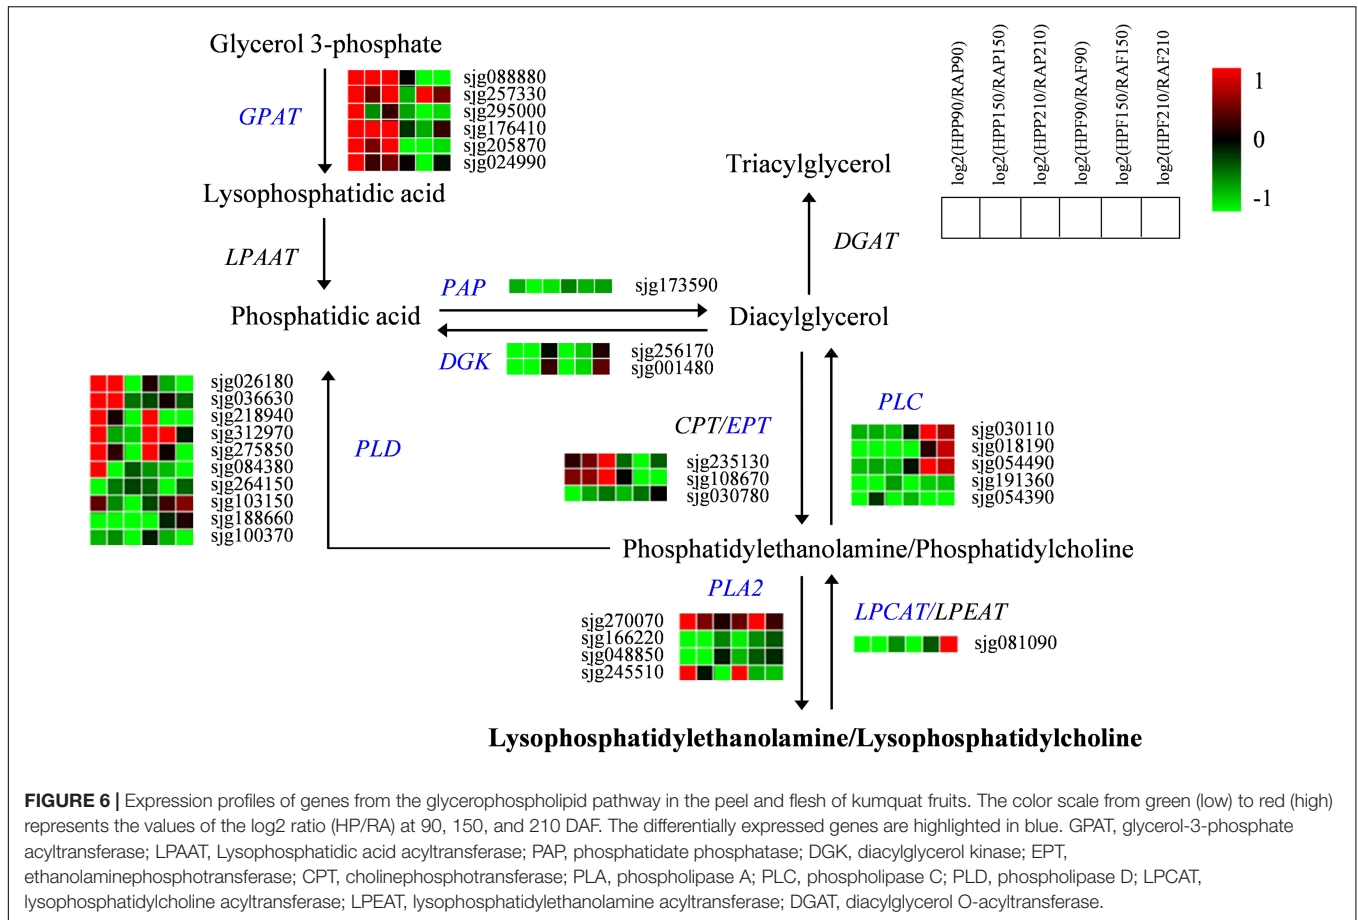 Glycerol 3-phosphate
GPAT
sjg088880
sjg257330
sjg295000
sjg176410
sjg205870
sjg024990
Lysophosphatidic acid
LPAAT
Phosphatidic acid
PAP
sjg173590
DGK
sjg256170
sjg001480
Triacylglycerol
DGAT
Diacylglycerol
log2(HPP90/RAP90)
log2(HPP150/RAP150)
log2(HPP210/RAP210)
log2(HPF90/RAF90)
log2(HPF150/RAF150)
log2(HPF210/RAF210
1
0
-1
sjg026180
sjg036630
sjg218940
sjg312970
sjg275850
sjg084380
sjg264150
sjg103150
sjg188660
sjg100370
PLD
CPT/EPT
sjg235130
sjg108670
sjg030780
PLC
sjg030110
sjg018190
sjg054490
sjg191360
sjg054390
Phosphatidylethanolamine/Phosphatidylcholine
PLA2
sjg270070
sjg166220
sjg048850
sjg245510
LPCAT/LPEAT
sjg081090
Lysophosphatidylethanolamine/Lysophosphatidylcholine
FIGURE 6 | Expression profiles of genes from the glycerophospholipid pathway in the peel and flesh of kumquat fruits. The color scale from green (low) to red (high)
represents the values of the log2 ratio (HP/RA) at 90, 150, and 210 DAF. The differentially expressed genes are highlighted in blue. GPAT, glycerol-3-phosphate
acyltransferase; LPAAT, Lysophosphatidic acid acyltransferase; PAP, phosphatidate phosphatase; DGK, diacylglycerol kinase; EPT,
ethanolaminephosphotransferase; CPT, cholinephosphotransferase; PLA, phospholipase A; PLC, phospholipase C; PLD, phospholipase D; LPCAT,
lysophosphatidylcholine acyltransferase; LPEAT, lysophosphatidylethanolamine acyltransferase; DGAT, diacylglycerol O-acyltransferase.